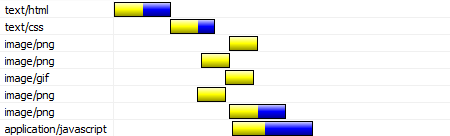 text/html
text/css
image/png
image/png
image/gif
image/png
image/png
application/javascript